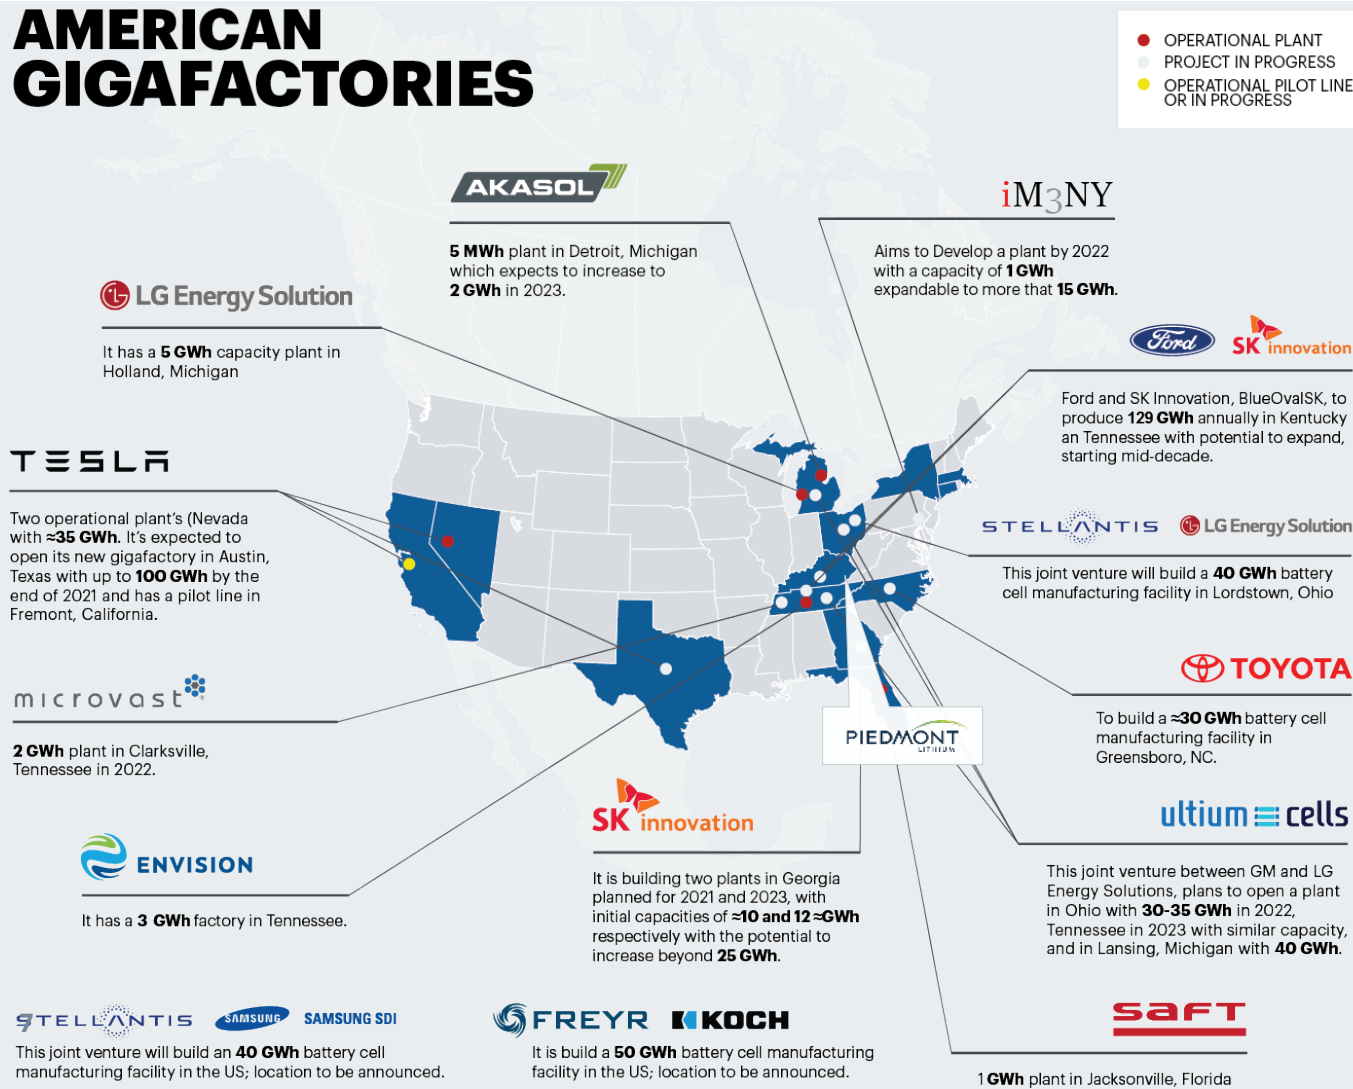 AMERICAN
GIGAFACTORIES
OPERATIONAL PLANT
PROJECT IN PROGRESS
OPERATIONAL PILOT LINE
OR IN PROGRESS
AKASOL
5 MWh plant in Detroit, Michigan
which expects to increase to
2 GWh in 2023.
iM3NY
Aims to Develop a plant by 2022
with a capacity of 1 GWh
expandable to more that 15 GWh.
LG Energy Solution
It has a 5 GWh capacity plant in
Holland, Michigan
Ford SK innovation
Ford and SK Innovation, BlueOvalSK, to
produce 129 GWh annually in Kentucky
an Tennessee with potential to expand,
starting mid-decade.
TESLA
Two operational plant's (Nevada
with ≈35 GWh. It's expected to
open its new gigafactory in Austin,
Texas with up to 100 GWh by the
end of 2021 and has a pilot line in
Fremont, California.
STELLANTIS LG Energy Solution
This joint venture will build a 40 GWh battery
cell manufacturing facility in Lordstown, Ohio
microvast
2 GWh plant in Clarksville,
Tennessee in 2022.
TOYOTA
To build a ≈30 GWh battery cell
manufacturing facility in
Greensboro, NC.
PIEDMONT
LITHIUM
ENVISION
It has a 3 GWh factory in Tennessee.
SK innovation
It is building two plants in Georgia
planned for 2021 and 2023, with
initial capacities of ≈10 and 12 ≈GWh
respectively with the potential to
increase beyond 25 GWh.
ultium cells
This joint venture between GM and LG
Energy Solutions, plans to open a plant
in Ohio with 30-35 GWh in 2022,
Tennessee in 2023 with similar capacity,
and in Lansing, Michigan with 40 GWh.
STELLANTIS SAMSUNG SAMSUNG SDI
This joint venture will build an 40 GWh battery cell
manufacturing facility in the US; location to be announced.
FREYR KOCH
It is build a 50 GWh battery cell manufacturing
facility in the US; location to be announced.
SAFT
1 GWh plant in Jacksonville, Florida